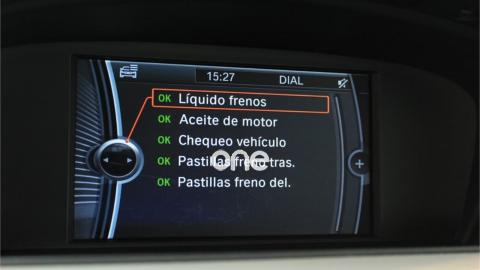 15:27 DIAL
OK Líquido frenos
OK Aceite de motor
OK Chequeo vehículo
OK Pastillas freno tras.
OK Pastillas freno del.
one